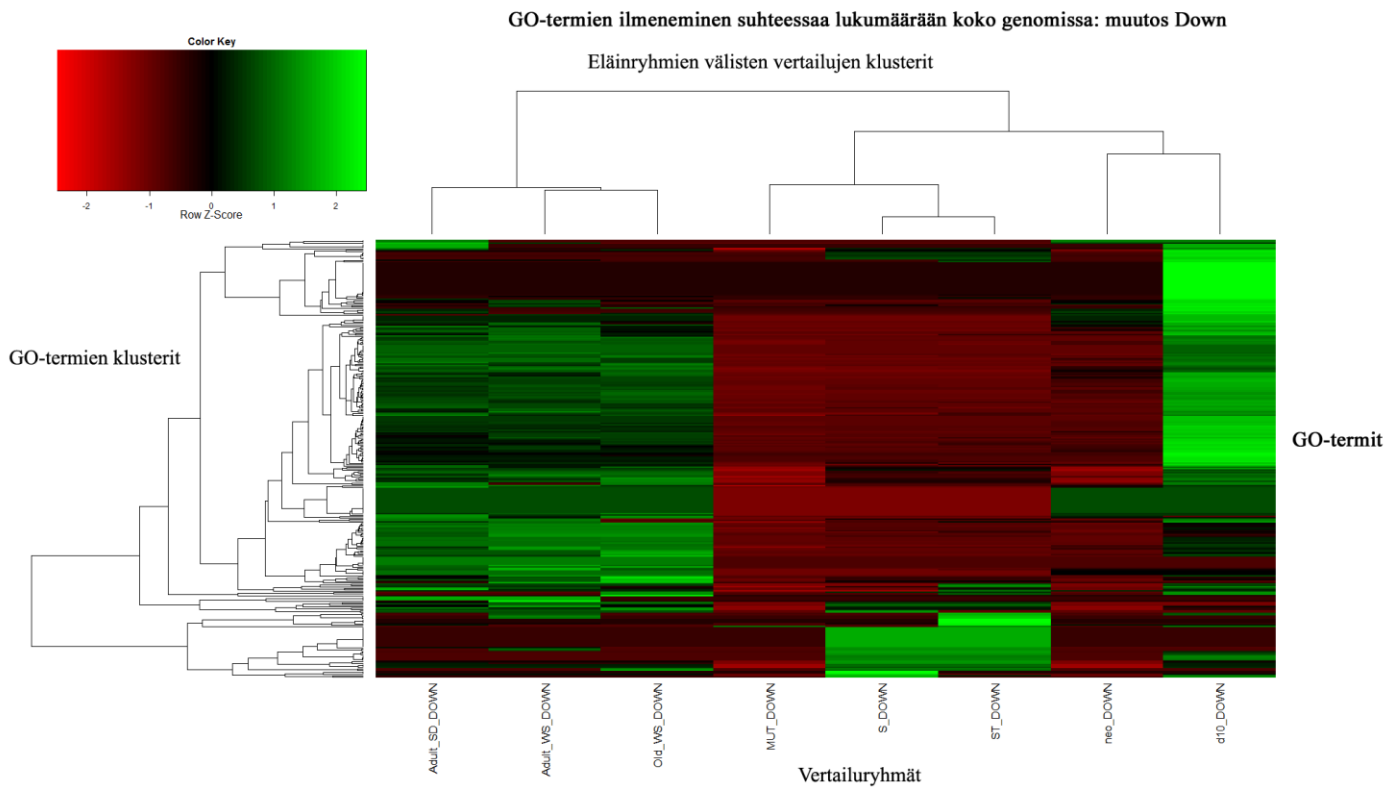 GO-termien ilmeneminen suhteessaa lukumäärään koko genomissa: muutos Down
Color Key
-2 -1 0 1 2
Row Z-Score
Eläinryhmien välisten vertailujen klusterit
GO-termien klusterit
GO-termit
Adult_SD_DOWN
Adult_WS_DOWN
Old_WS_DOWN
MUT_DOWN
S_DOWN
ST_DOWN
neo_DOWN
d10_DOWN
Vertailuryhmät